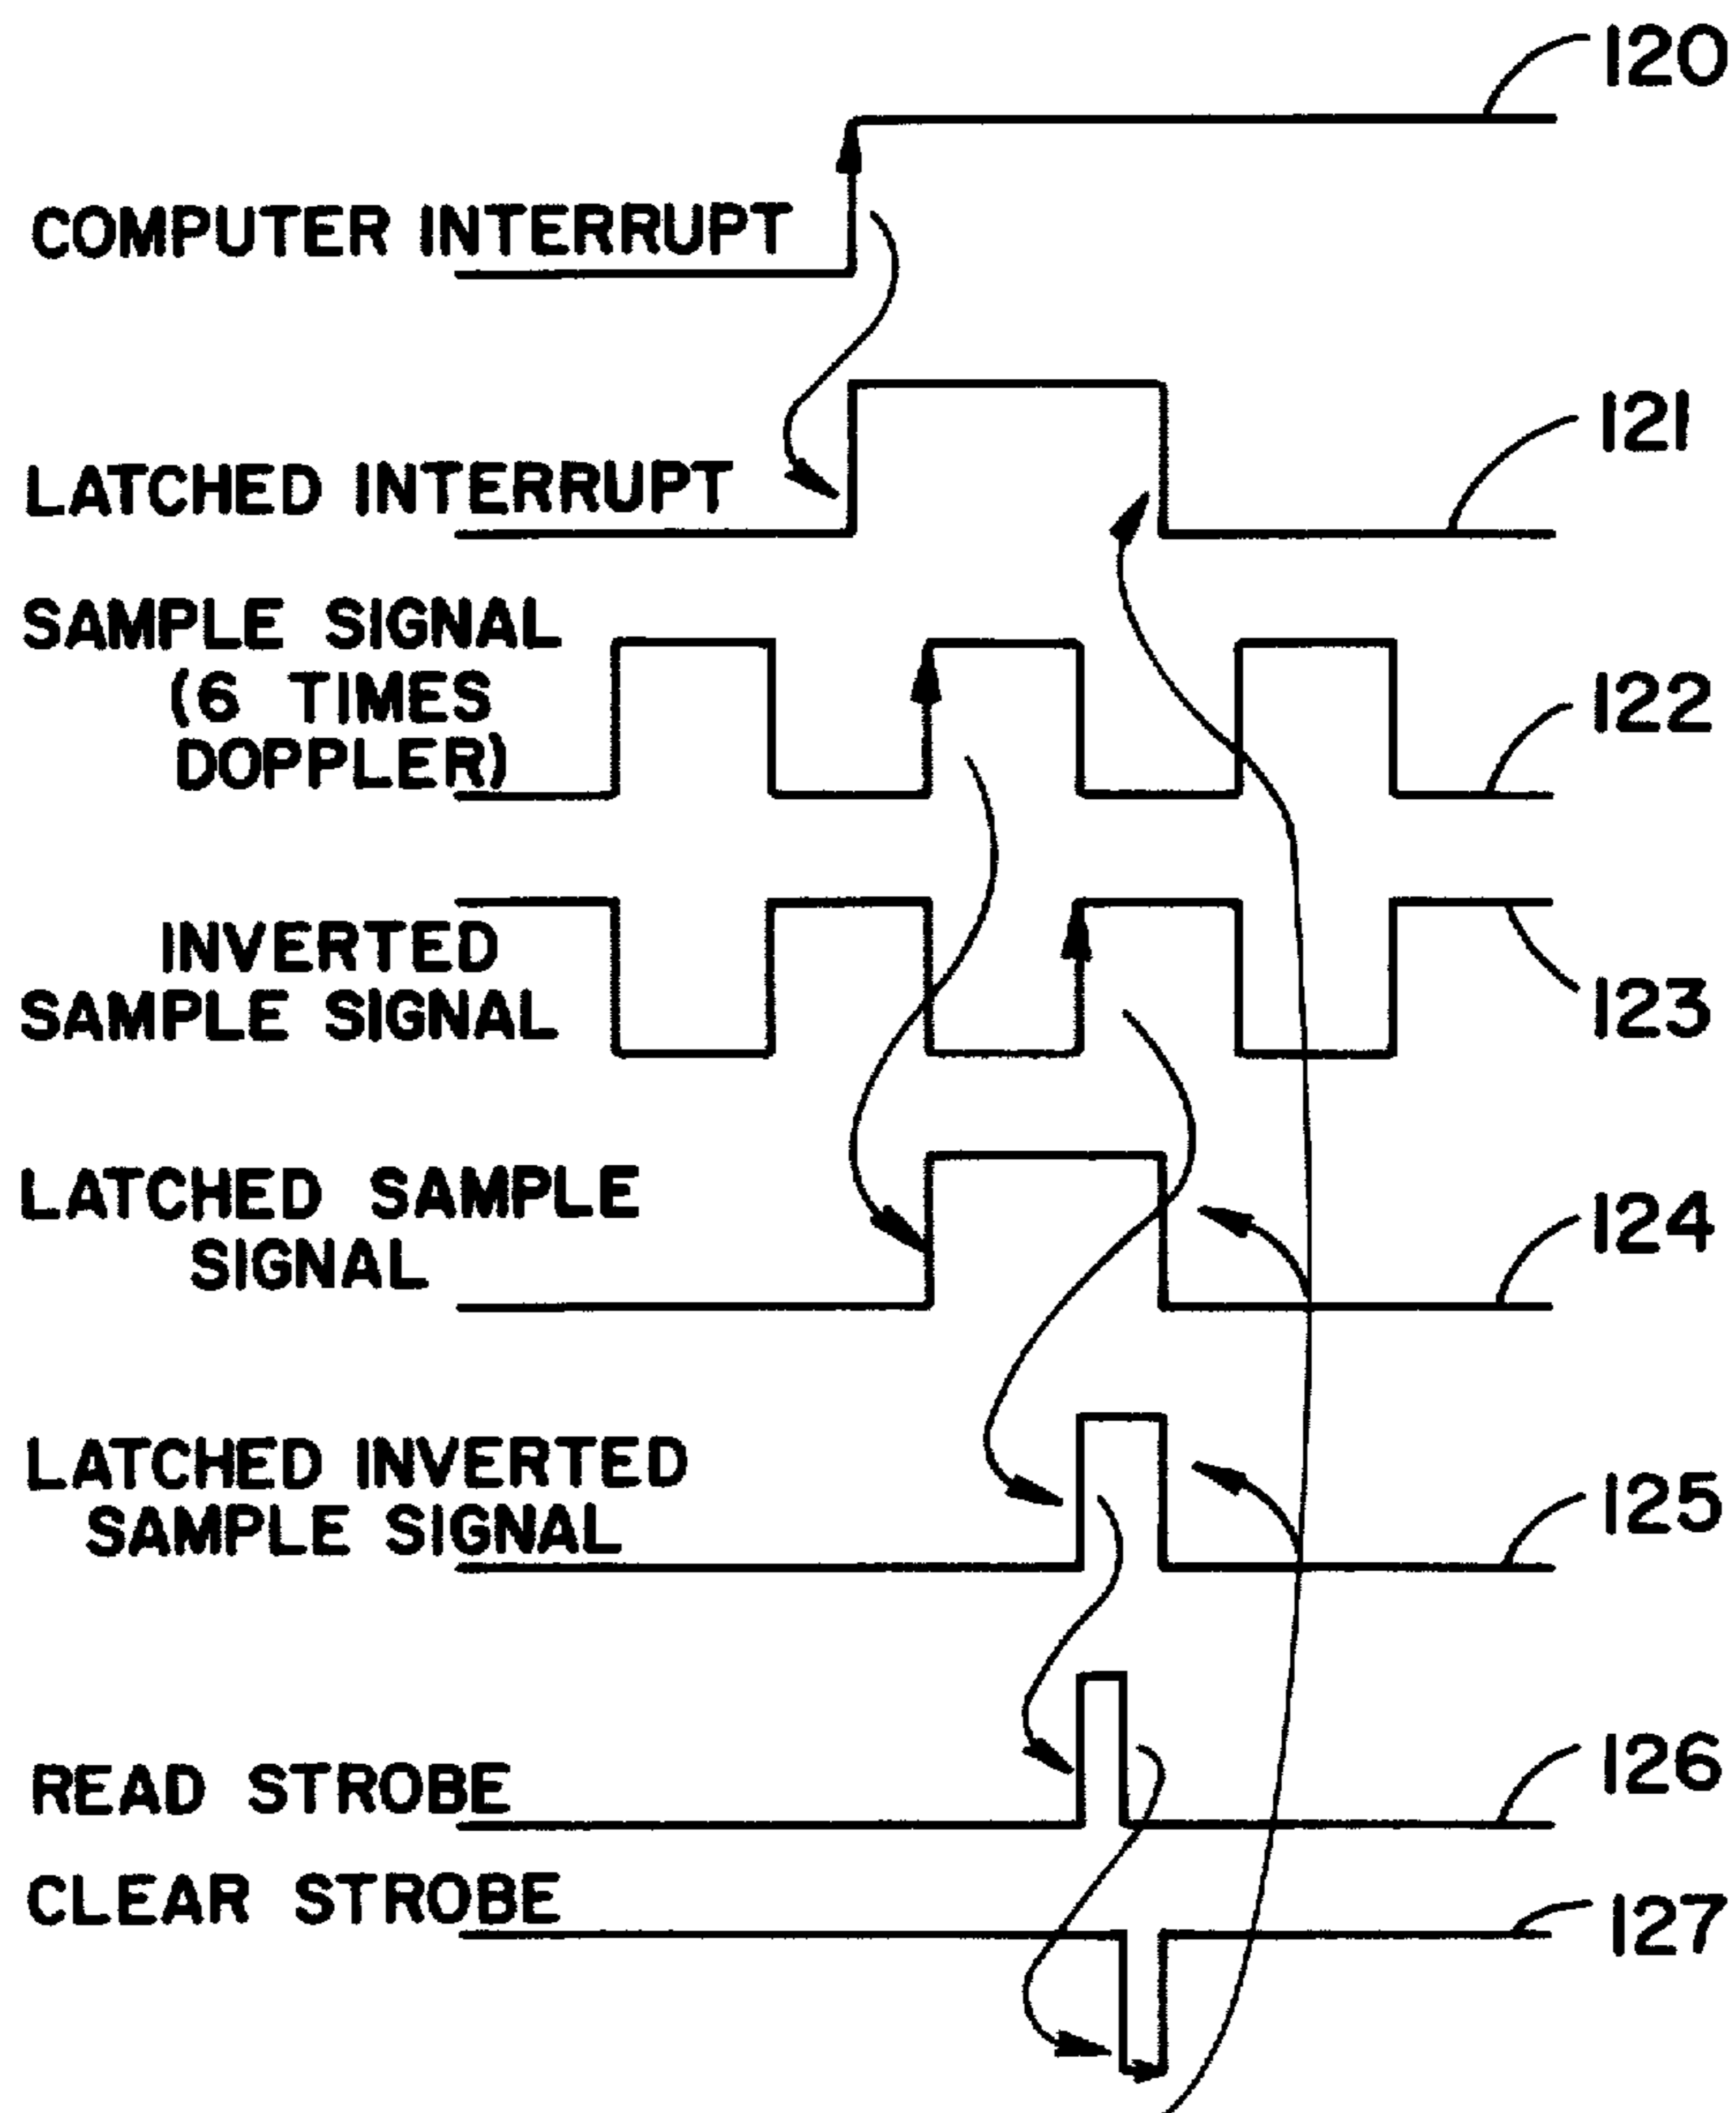 120
COMPUTER INTERRUPT
121
LATCHED INTERRUPT
SAMPLE SIGNAL
(6 TIMES
DOPPLER)
122
INVERTED
SAMPLE SIGNAL
123
LATCHED SAMPLE
SIGNAL
124
LATCHED INVERTED
SAMPLE SIGNAL
125
READ STROBE
126
CLEAR STROBE
127